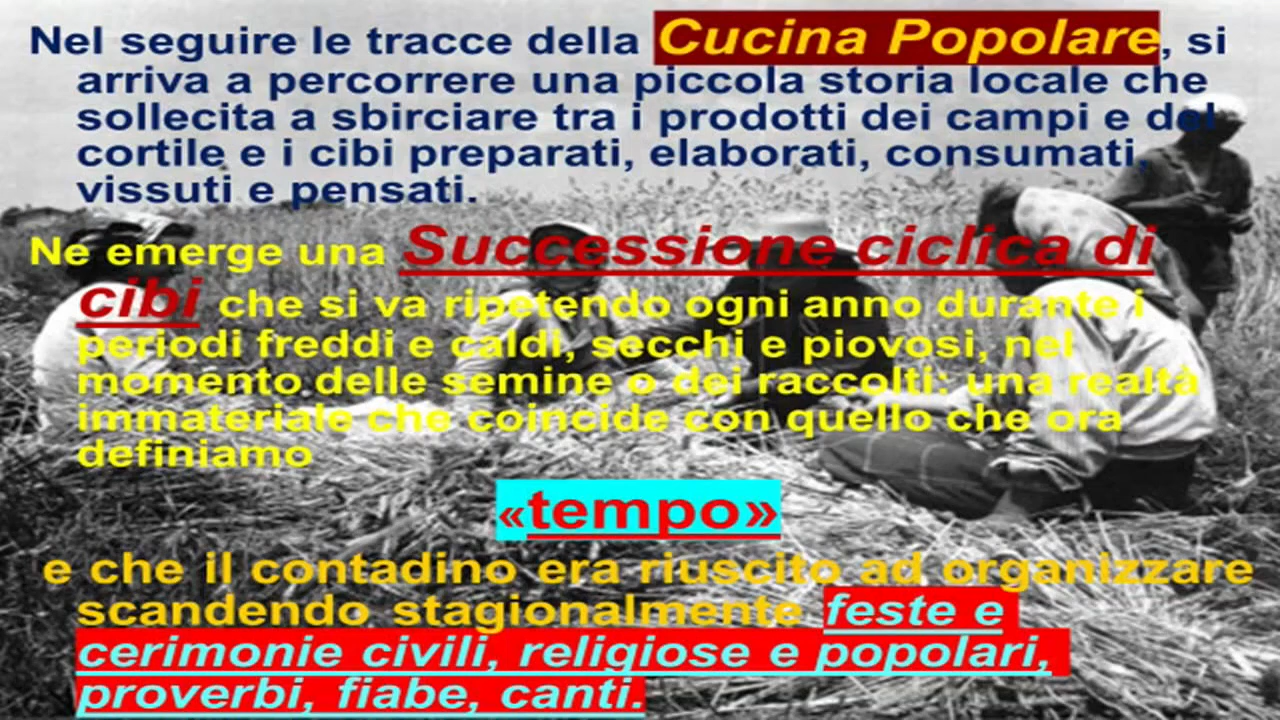 Nel seguire le tracce della Cucina Popolare, si
arriva a percorrere una piccola storia locale che
sollecita a sbirciare tra i prodotti dei campi e del
cortile e i cibi preparati, elaborati, consumati,
vissuti e pensati.
Ne emerge una Successione ciclica di
cibi che si va ripetendo ogni anno durante i
periodi freddi e caldi, secchi e piovosi, nel
momento delle semine o dei raccolti: una realtà
immateriale che coincide con quello che ora
definiamo
«tempo»
e che il contadino era riuscito ad organizzare
scandendo stagionalmente feste e
cerimonie civili, religiose e popolari,
proverbi, fiabe, canti.